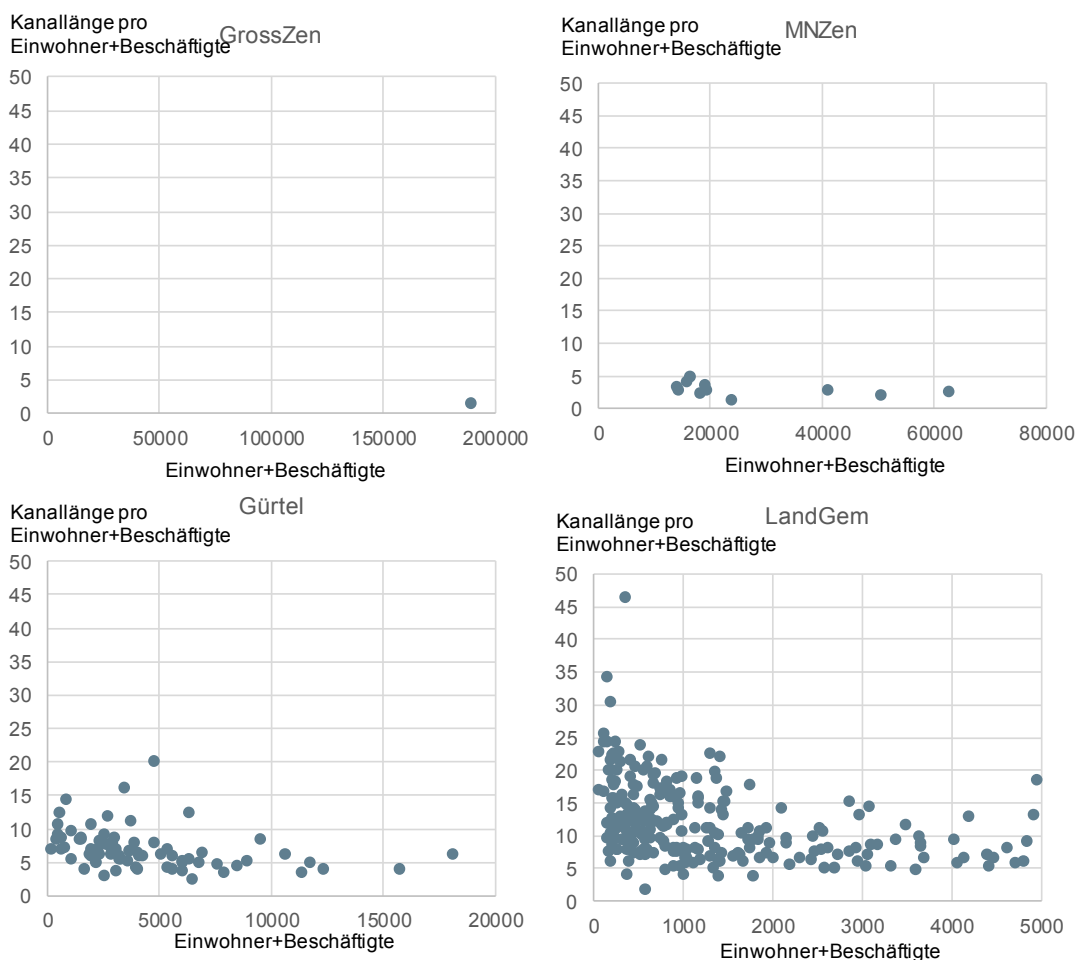 Kanallänge pro
Einwohner+Beschäftigte
GrossZen
50
45
40
35
30
25
20
15
10
5
0
0 50000 100000 150000 200000
Einwohner+Beschäftigte
Kanallänge pro
Einwohner+Beschäftigte
MNZen
50
45
40
35
30
25
20
15
10
5
0
0 20000 40000 60000 80000
Einwohner+Beschäftigte
Kanallänge pro
Einwohner+Beschäftigte
Gürtel
50
45
40
35
30
25
20
15
10
5
0
0 5000 10000 15000 20000
Einwohner+Beschäftigte
Kanallänge pro
Einwohner+Beschäftigte
LandGem
50
45
40
35
30
25
20
15
10
5
0
0 1000 2000 3000 4000 5000
Einwohner+Beschäftigte